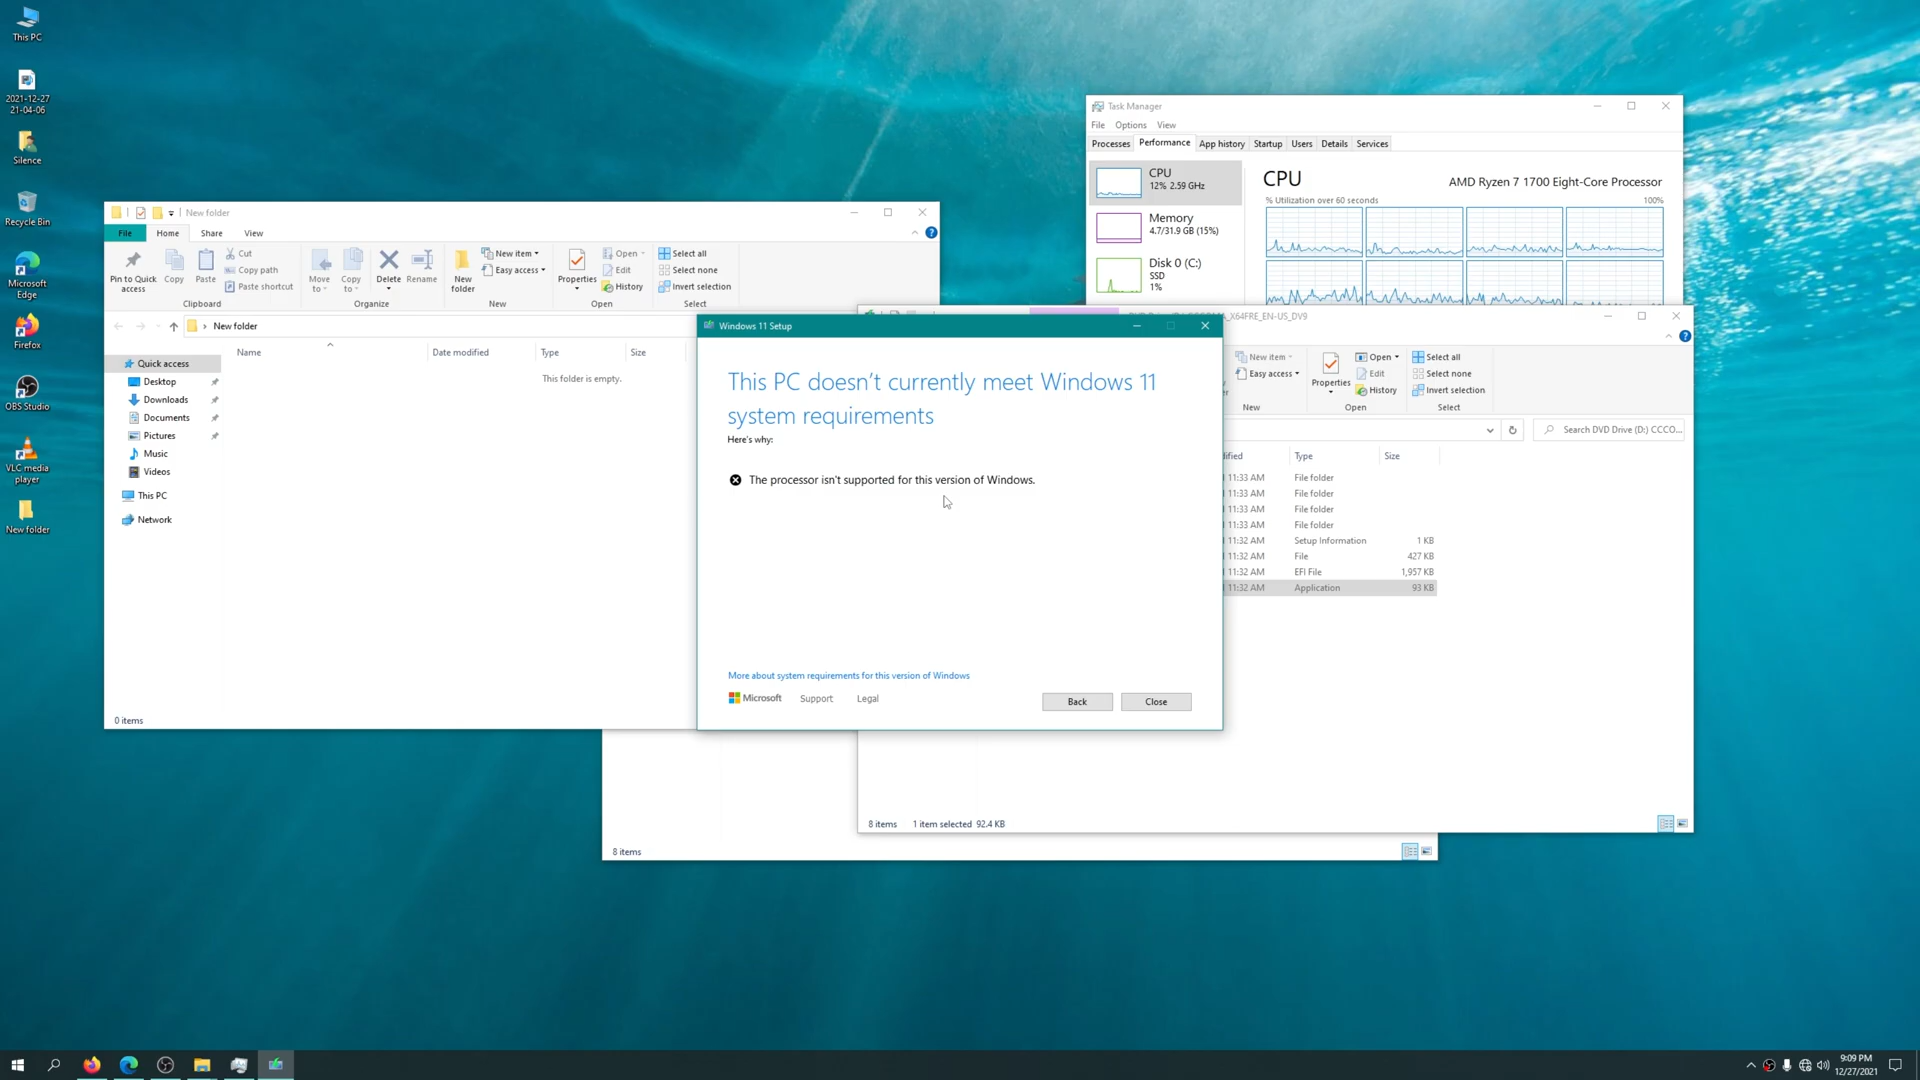 This PC
2021-12-27
21-04-06
Silence
Recycle Bin
Microsoft
Edge
Firefox
OBS Studio
VLC media
player
New folder
New folder
File Home Share View
Pin to Quick
access
Copy
Paste
Cut
Copy path
Paste shortcut
Clipboard
Move
to
Copy
to
Delete
Rename
Organize
New
folder
New item
Easy access
New
Properties
Open
Edit
History
Open
Select all
Select none
Invert selection
Select
New folder
Name Date modified Type Size
This folder is empty.
Quick access
Desktop
Downloads
Documents
Pictures
Music
Videos
This PC
Network
0 items
Task Manager
File Options View
Processes Performance App history Startup Users Details Services
CPU
12% 2.59 GHz
Memory
4.7/31.9 GB (15%)
Disk 0 (C:)
SSD
1%
CPU AMD Ryzen 7 1700 Eight-Core Processor
% Utilization over 60 seconds 100%
Windows 11 Setup
This PC doesn't currently meet Windows 11
system requirements
Here's why:
The processor isn't supported for this version of Windows.
More about system requirements for this version of Windows
Microsoft Support Legal
Back Close
X64FRE_EN-US_DV9
New item
Easy access
New
Properties
Open
Edit
History
Open
Select all
Select none
Invert selection
Select
Search DVD Drive (D:) CCCO...
Type Size
11:33 AM File folder
11:33 AM File folder
11:33 AM File folder
11:33 AM File folder
11:32 AM Setup Information 1 KB
11:32 AM File 427 KB
11:32 AM EFI File 1,957 KB
11:32 AM Application 93 KB
8 items 1 item selected 92.4 KB
8 items
9:09 PM
12/27/2021